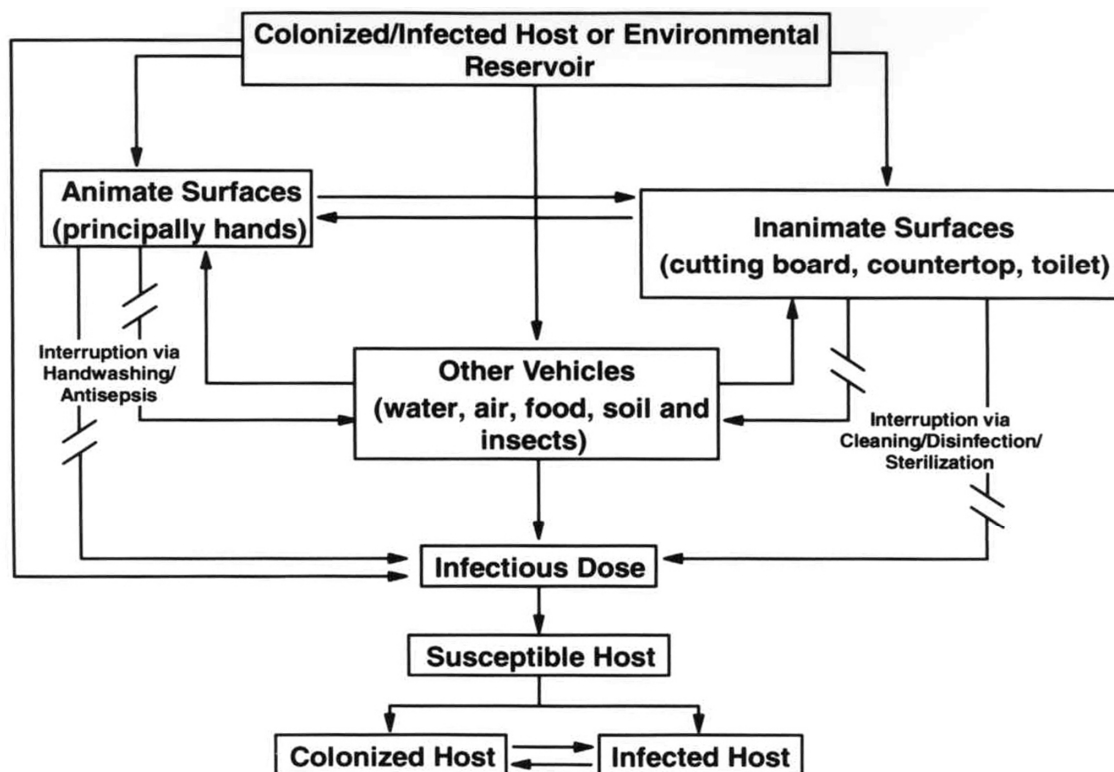 Colonized/Infected Host or Environmental
Reservoir
Animate Surfaces
(principally hands)
Inanimate Surfaces
(cutting board, countertop, toilet)
Interruption via
Handwashing/
Antisepsis
Other Vehicles
(water, air, food, soil and
insects)
Interruption via
Cleaning/Disinfection/
Sterilization
Infectious Dose
Susceptible Host
Colonized Host
Infected Host